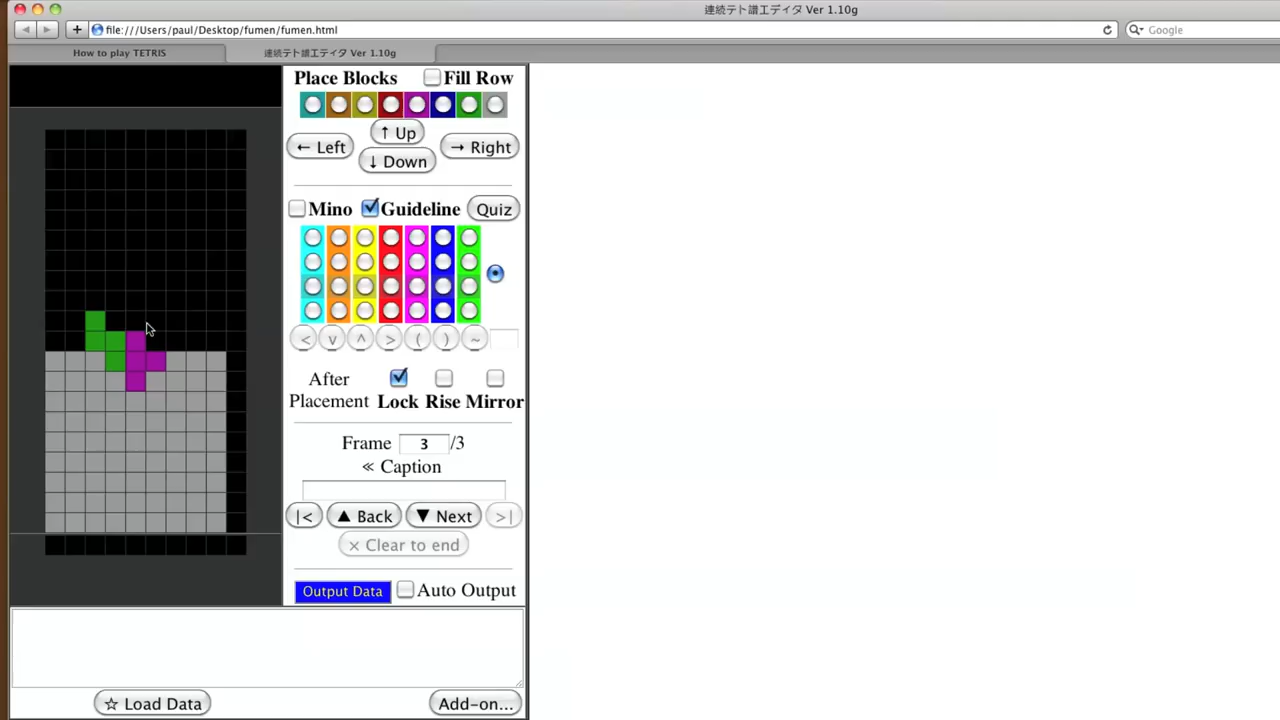 連続テト譜エディタ Ver 1.10g
file:///Users/paul/Desktop/fumen/fumen.html
Google
How to play TETRIS
連続テト譜エディタ Ver 1.10g
Place Blocks
Fill Row
← Left
↑ Up
→ Right
↓ Down
Mino
Guideline
Quiz
< v ^ > ( ) ~
After Placement
Lock Rise Mirror
Frame 3 /3
≪ Caption
|<
▲ Back
▼ Next
>|
× Clear to end
Output Data
Auto Output
☆ Load Data
Add-on...